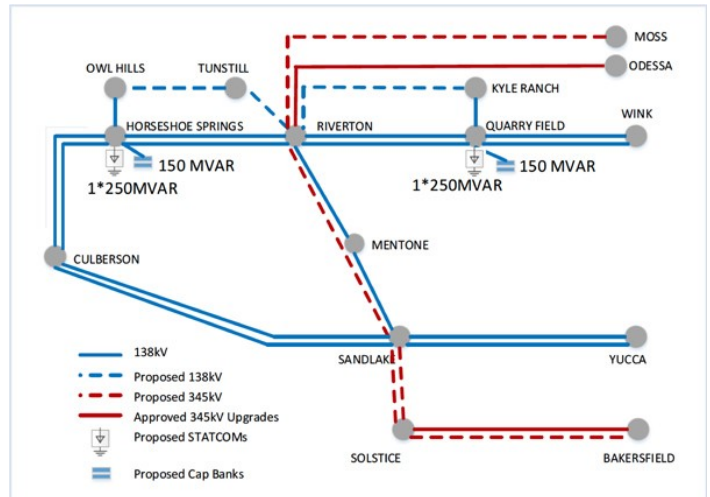 MOSS
ODESSA
OWL HILLS
TUNSTILL
KYLE RANCH
WINK
HORSESHOE SPRINGS
RIVERTON
QUARRY FIELD
150 MVAR
150 MVAR
1*250MVAR
1*250MVAR
MENTONE
CULBERSON
138kV
SANDLAKE
YUCCA
Proposed 138kV
Proposed 345kV
Approved 345kV Upgrades
Proposed STATCOMs
SOLSTICE
BAKERSFIELD
Proposed Cap Banks